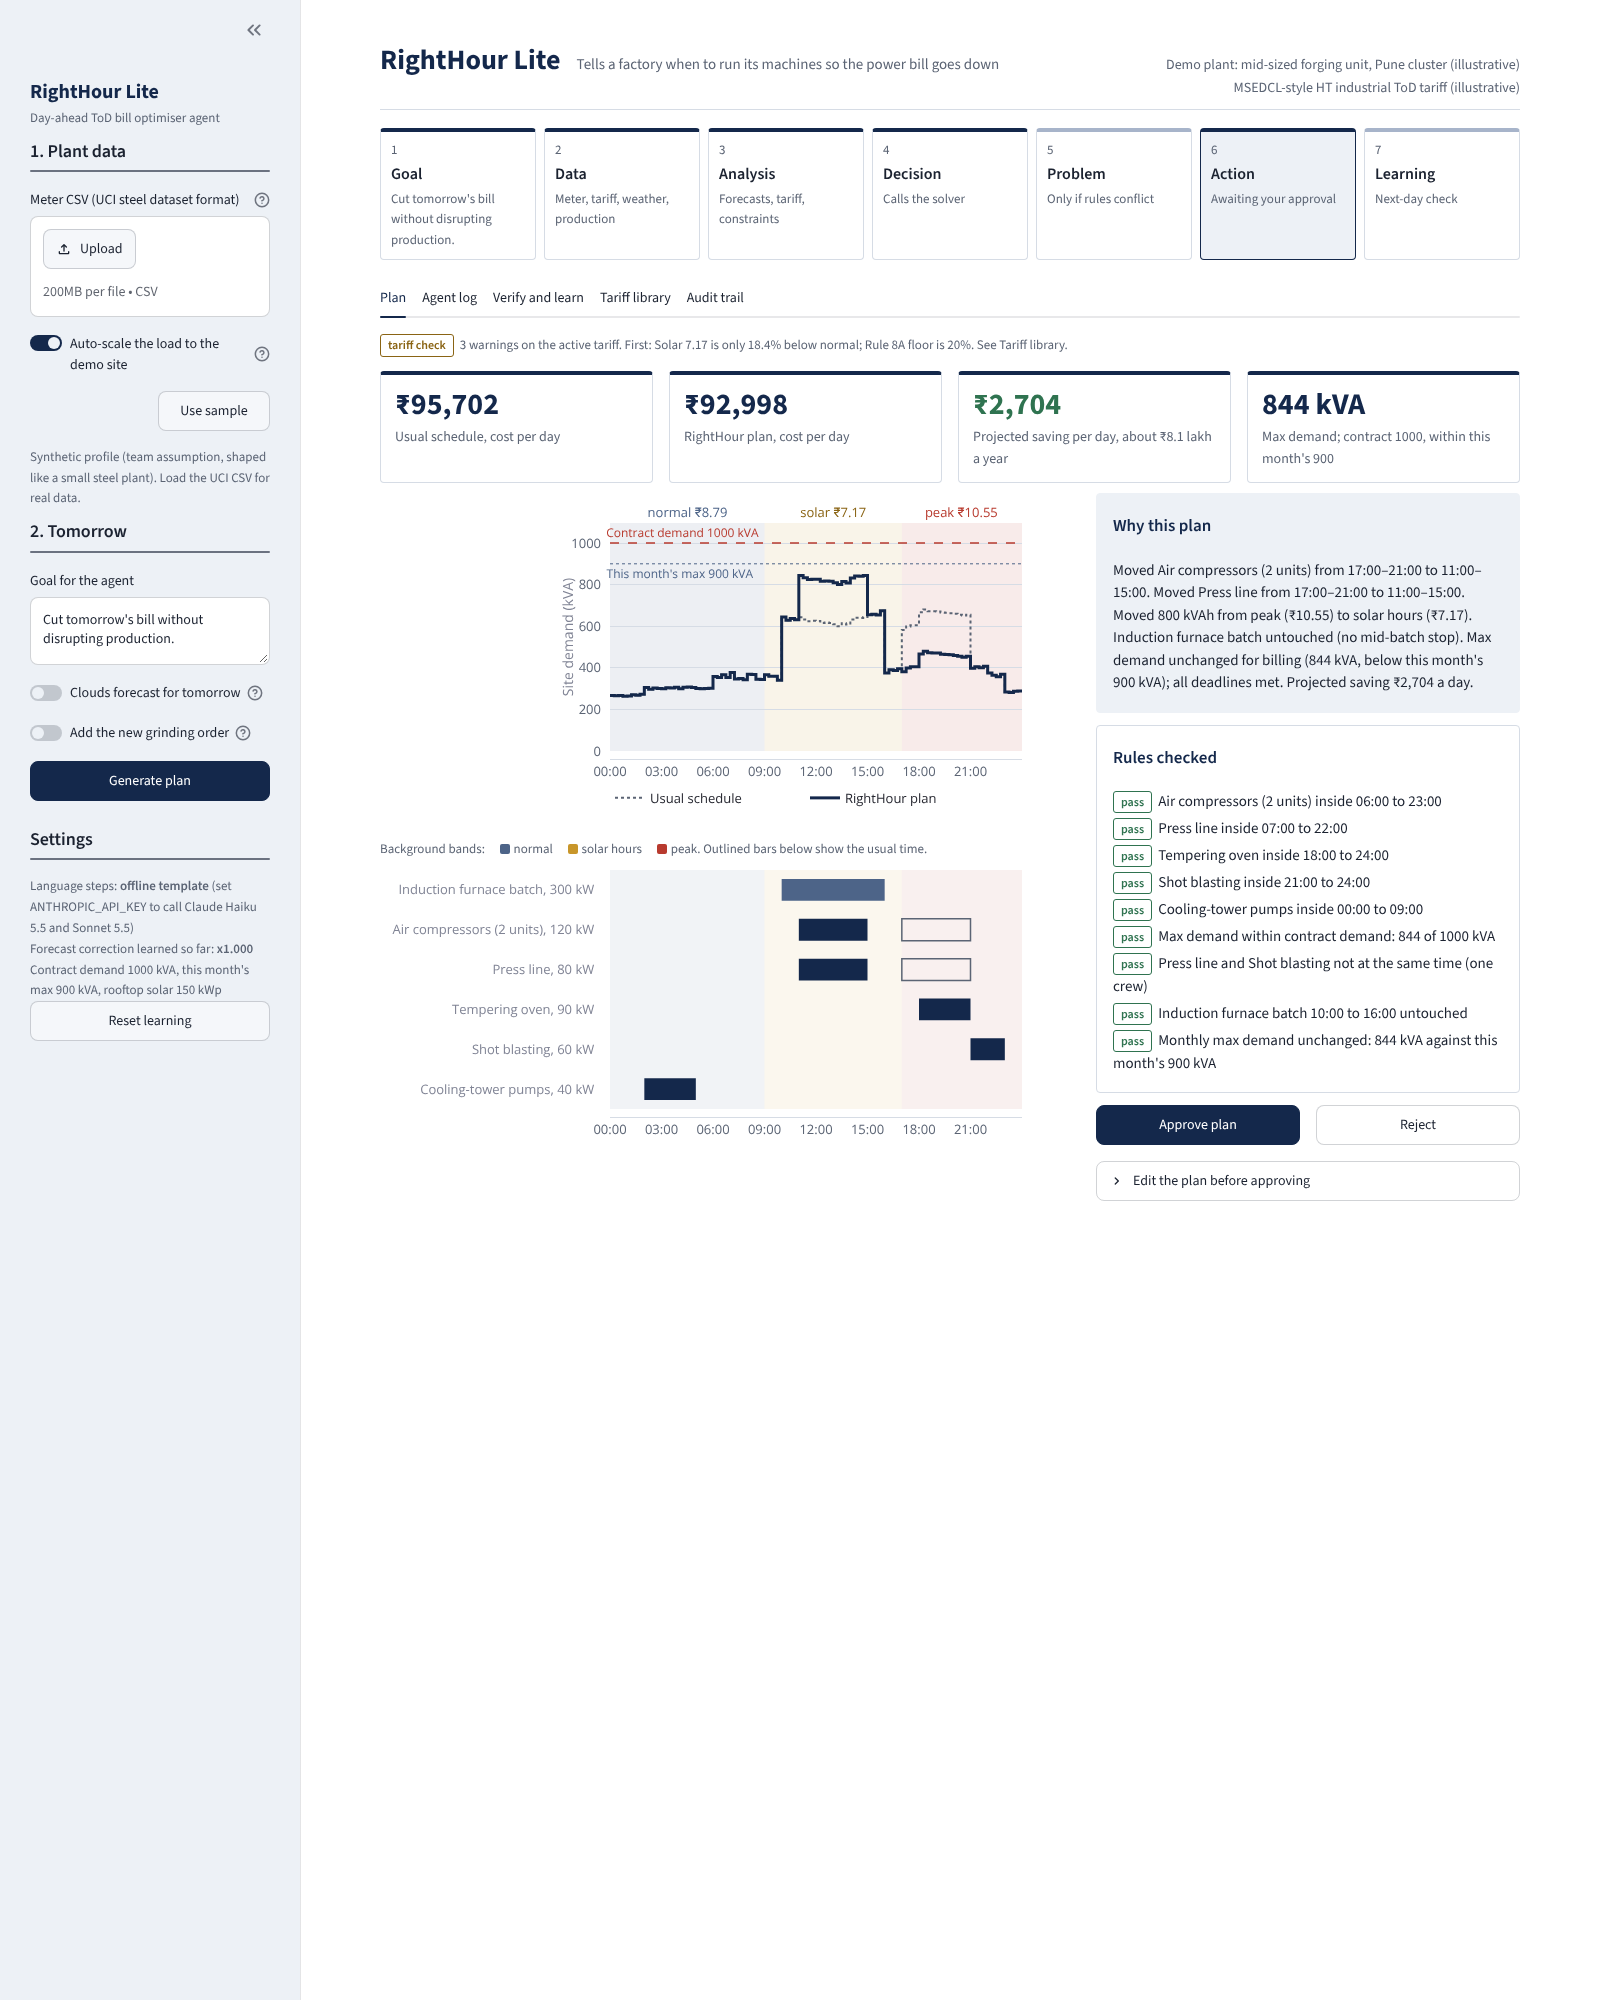 RightHour Lite
Day-ahead ToD bill optimiser agent
1. Plant data
Meter CSV (UCI steel dataset format)
Upload
200MB per file • CSV
Auto-scale the load to the
demo site
Use sample
Synthetic profile (team assumption, shaped
like a small steel plant). Load the UCI CSV for
real data.
2. Tomorrow
Goal for the agent
Cut tomorrow's bill without
disrupting production.
Clouds forecast for tomorrow
Add the new grinding order
Generate plan
Settings
Language steps: offline template (set
ANTHROPIC_API_KEY to call Claude Haiku
5.5 and Sonnet 5.5)
Forecast correction learned so far: x1.000
Contract demand 1000 kVA, this month's
max 900 kVA, rooftop solar 150 kWp
Reset learning
RightHour Lite Tells a factory when to run its machines so the power bill goes down
Demo plant: mid-sized forging unit, Pune cluster (illustrative)
MSEDCL-style HT industrial ToD tariff (illustrative)
1
Goal
Cut tomorrow's bill
without disrupting
production.
2
Data
Meter, tariff, weather,
production
3
Analysis
Forecasts, tariff,
constraints
4
Decision
Calls the solver
5
Problem
Only if rules conflict
6
Action
Awaiting your approval
7
Learning
Next-day check
Plan Agent log Verify and learn Tariff library Audit trail
tariff check 3 warnings on the active tariff. First: Solar 7.17 is only 18.4% below normal; Rule 8A floor is 20%. See Tariff library.
₹95,702
Usual schedule, cost per day
₹92,998
RightHour plan, cost per day
₹2,704
Projected saving per day, about ₹8.1 lakh
a year
844 kVA
Max demand; contract 1000, within this
month's 900
normal ₹8.79 solar ₹7.17 peak ₹10.55
Contract demand 1000 kVA
This month's max 900 kVA
Site demand (kVA)
1000
800
600
400
200
0
00:00 03:00 06:00 09:00 12:00 15:00 18:00 21:00
Usual schedule RightHour plan
Background bands: normal solar hours peak. Outlined bars below show the usual time.
Induction furnace batch, 300 kW
Air compressors (2 units), 120 kW
Press line, 80 kW
Tempering oven, 90 kW
Shot blasting, 60 kW
Cooling-tower pumps, 40 kW
00:00 03:00 06:00 09:00 12:00 15:00 18:00 21:00
Why this plan
Moved Air compressors (2 units) from 17:00–21:00 to 11:00–
15:00. Moved Press line from 17:00–21:00 to 11:00–15:00.
Moved 800 kVAh from peak (₹10.55) to solar hours (₹7.17).
Induction furnace batch untouched (no mid-batch stop). Max
demand unchanged for billing (844 kVA, below this month's
900 kVA); all deadlines met. Projected saving ₹2,704 a day.
Rules checked
pass Air compressors (2 units) inside 06:00 to 23:00
pass Press line inside 07:00 to 22:00
pass Tempering oven inside 18:00 to 24:00
pass Shot blasting inside 21:00 to 24:00
pass Cooling-tower pumps inside 00:00 to 09:00
pass Max demand within contract demand: 844 of 1000 kVA
pass Press line and Shot blasting not at the same time (one
crew)
pass Induction furnace batch 10:00 to 16:00 untouched
pass Monthly max demand unchanged: 844 kVA against this
month's 900 kVA
Approve plan Reject
Edit the plan before approving